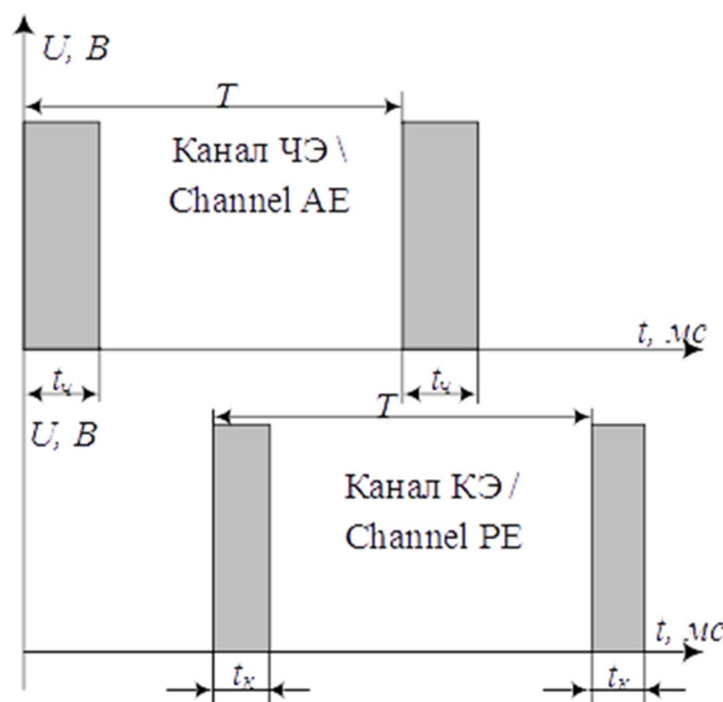 U, В
T
Канал ЧЭ \
Channel AE
t, мс
tч tч
T
U, В
Канал КЭ /
Channel PE
t, мс
tк tк